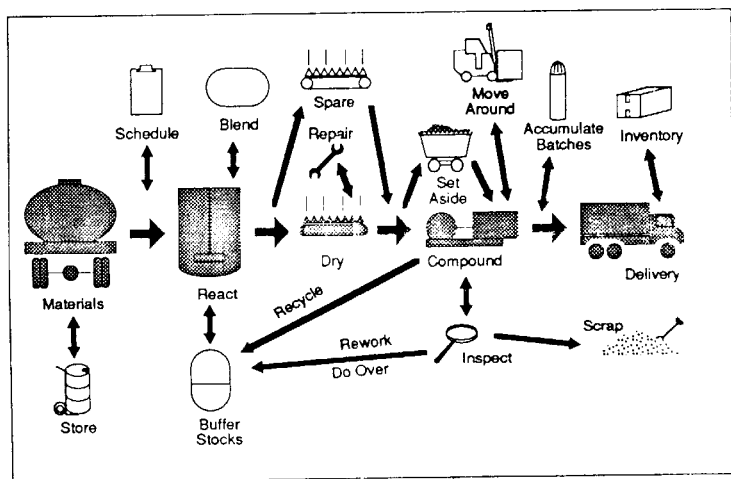 Schedule
Blend
Spare
Repair
Move
Around
Accumulate
Batches
Inventory
Set
Aside
Dry
Compound
Delivery
Materials
React
Recycle
Rework
Do Over
Inspect
Scrap
Store
Buffer
Stocks